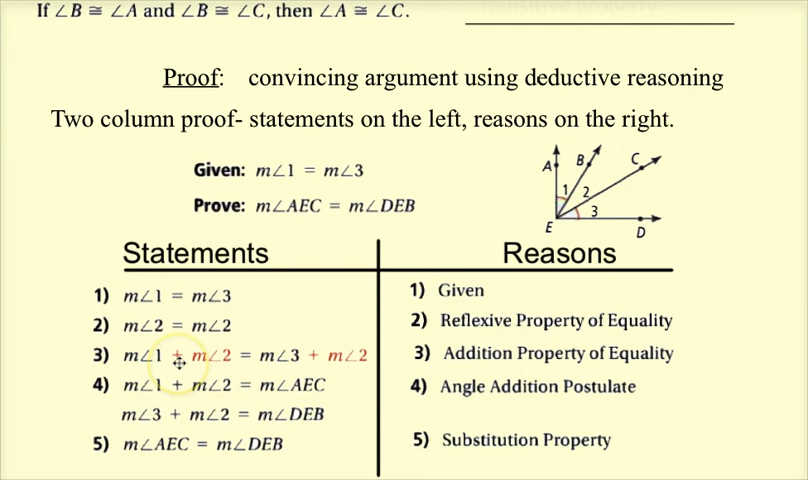 If ∠B ≅ ∠A and ∠B ≅ ∠C, then ∠A ≅ ∠C. transitive property
Proof: convincing argument using deductive reasoning
Two column proof- statements on the left, reasons on the right.
Given: m∠1 = m∠3
Prove: m∠AEC = m∠DEB
A B C
1 2
3
E D
Statements Reasons
1) m∠1 = m∠3 1) Given
2) m∠2 = m∠2 2) Reflexive Property of Equality
3) m∠1 + m∠2 = m∠3 + m∠2 3) Addition Property of Equality
4) m∠1 + m∠2 = m∠AEC 4) Angle Addition Postulate
m∠3 + m∠2 = m∠DEB
5) m∠AEC = m∠DEB 5) Substitution Property